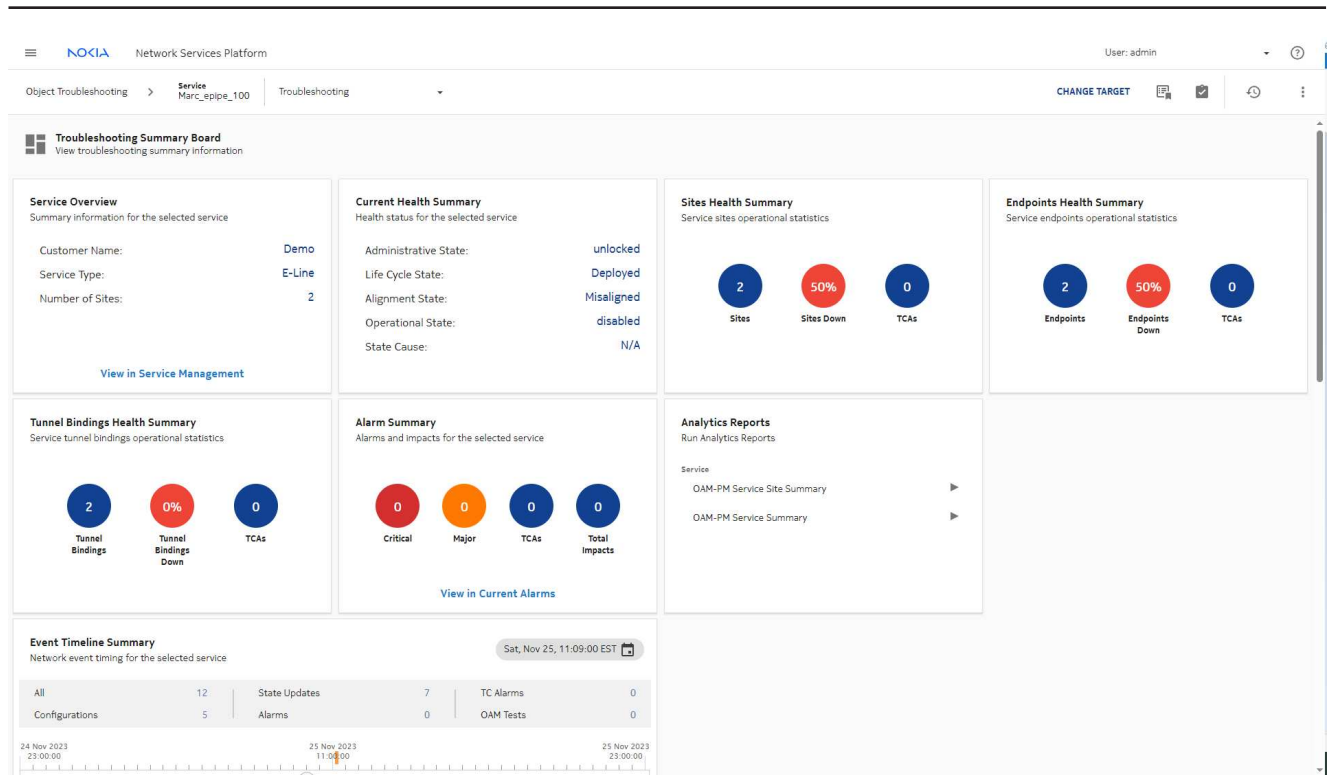 NOKIA Network Services Platform
User: admin
Object Troubleshooting > Service Marc_epipe_100 Troubleshooting
CHANGE TARGET
Troubleshooting Summary Board
View troubleshooting summary information
Service Overview
Summary information for the selected service
Customer Name: Demo
Service Type: E-Line
Number of Sites: 2
View in Service Management
Current Health Summary
Health status for the selected service
Administrative State: unlocked
Life Cycle State: Deployed
Alignment State: Misaligned
Operational State: disabled
State Cause: N/A
Sites Health Summary
Service sites operational statistics
2 50% 0
Sites Sites Down TCAs
Endpoints Health Summary
Service endpoints operational statistics
2 50% 0
Endpoints Endpoints Down TCAs
Tunnel Bindings Health Summary
Service tunnel bindings operational statistics
2 0% 0
Tunnel Bindings Tunnel Bindings Down TCAs
Alarm Summary
Alarms and impacts for the selected service
0 0 0 0
Critical Major TCAs Total Impacts
View in Current Alarms
Analytics Reports
Run Analytics Reports
Service
OAM-PM Service Site Summary
OAM-PM Service Summary
Event Timeline Summary
Network event timing for the selected service
Sat, Nov 25, 11:09:00 EST
All 12 State Updates 7 TC Alarms 0
Configurations 5 Alarms 0 OAM Tests 0
24 Nov 2023 25 Nov 2023 25 Nov 2023
23:00:00 11:00:00 23:00:00